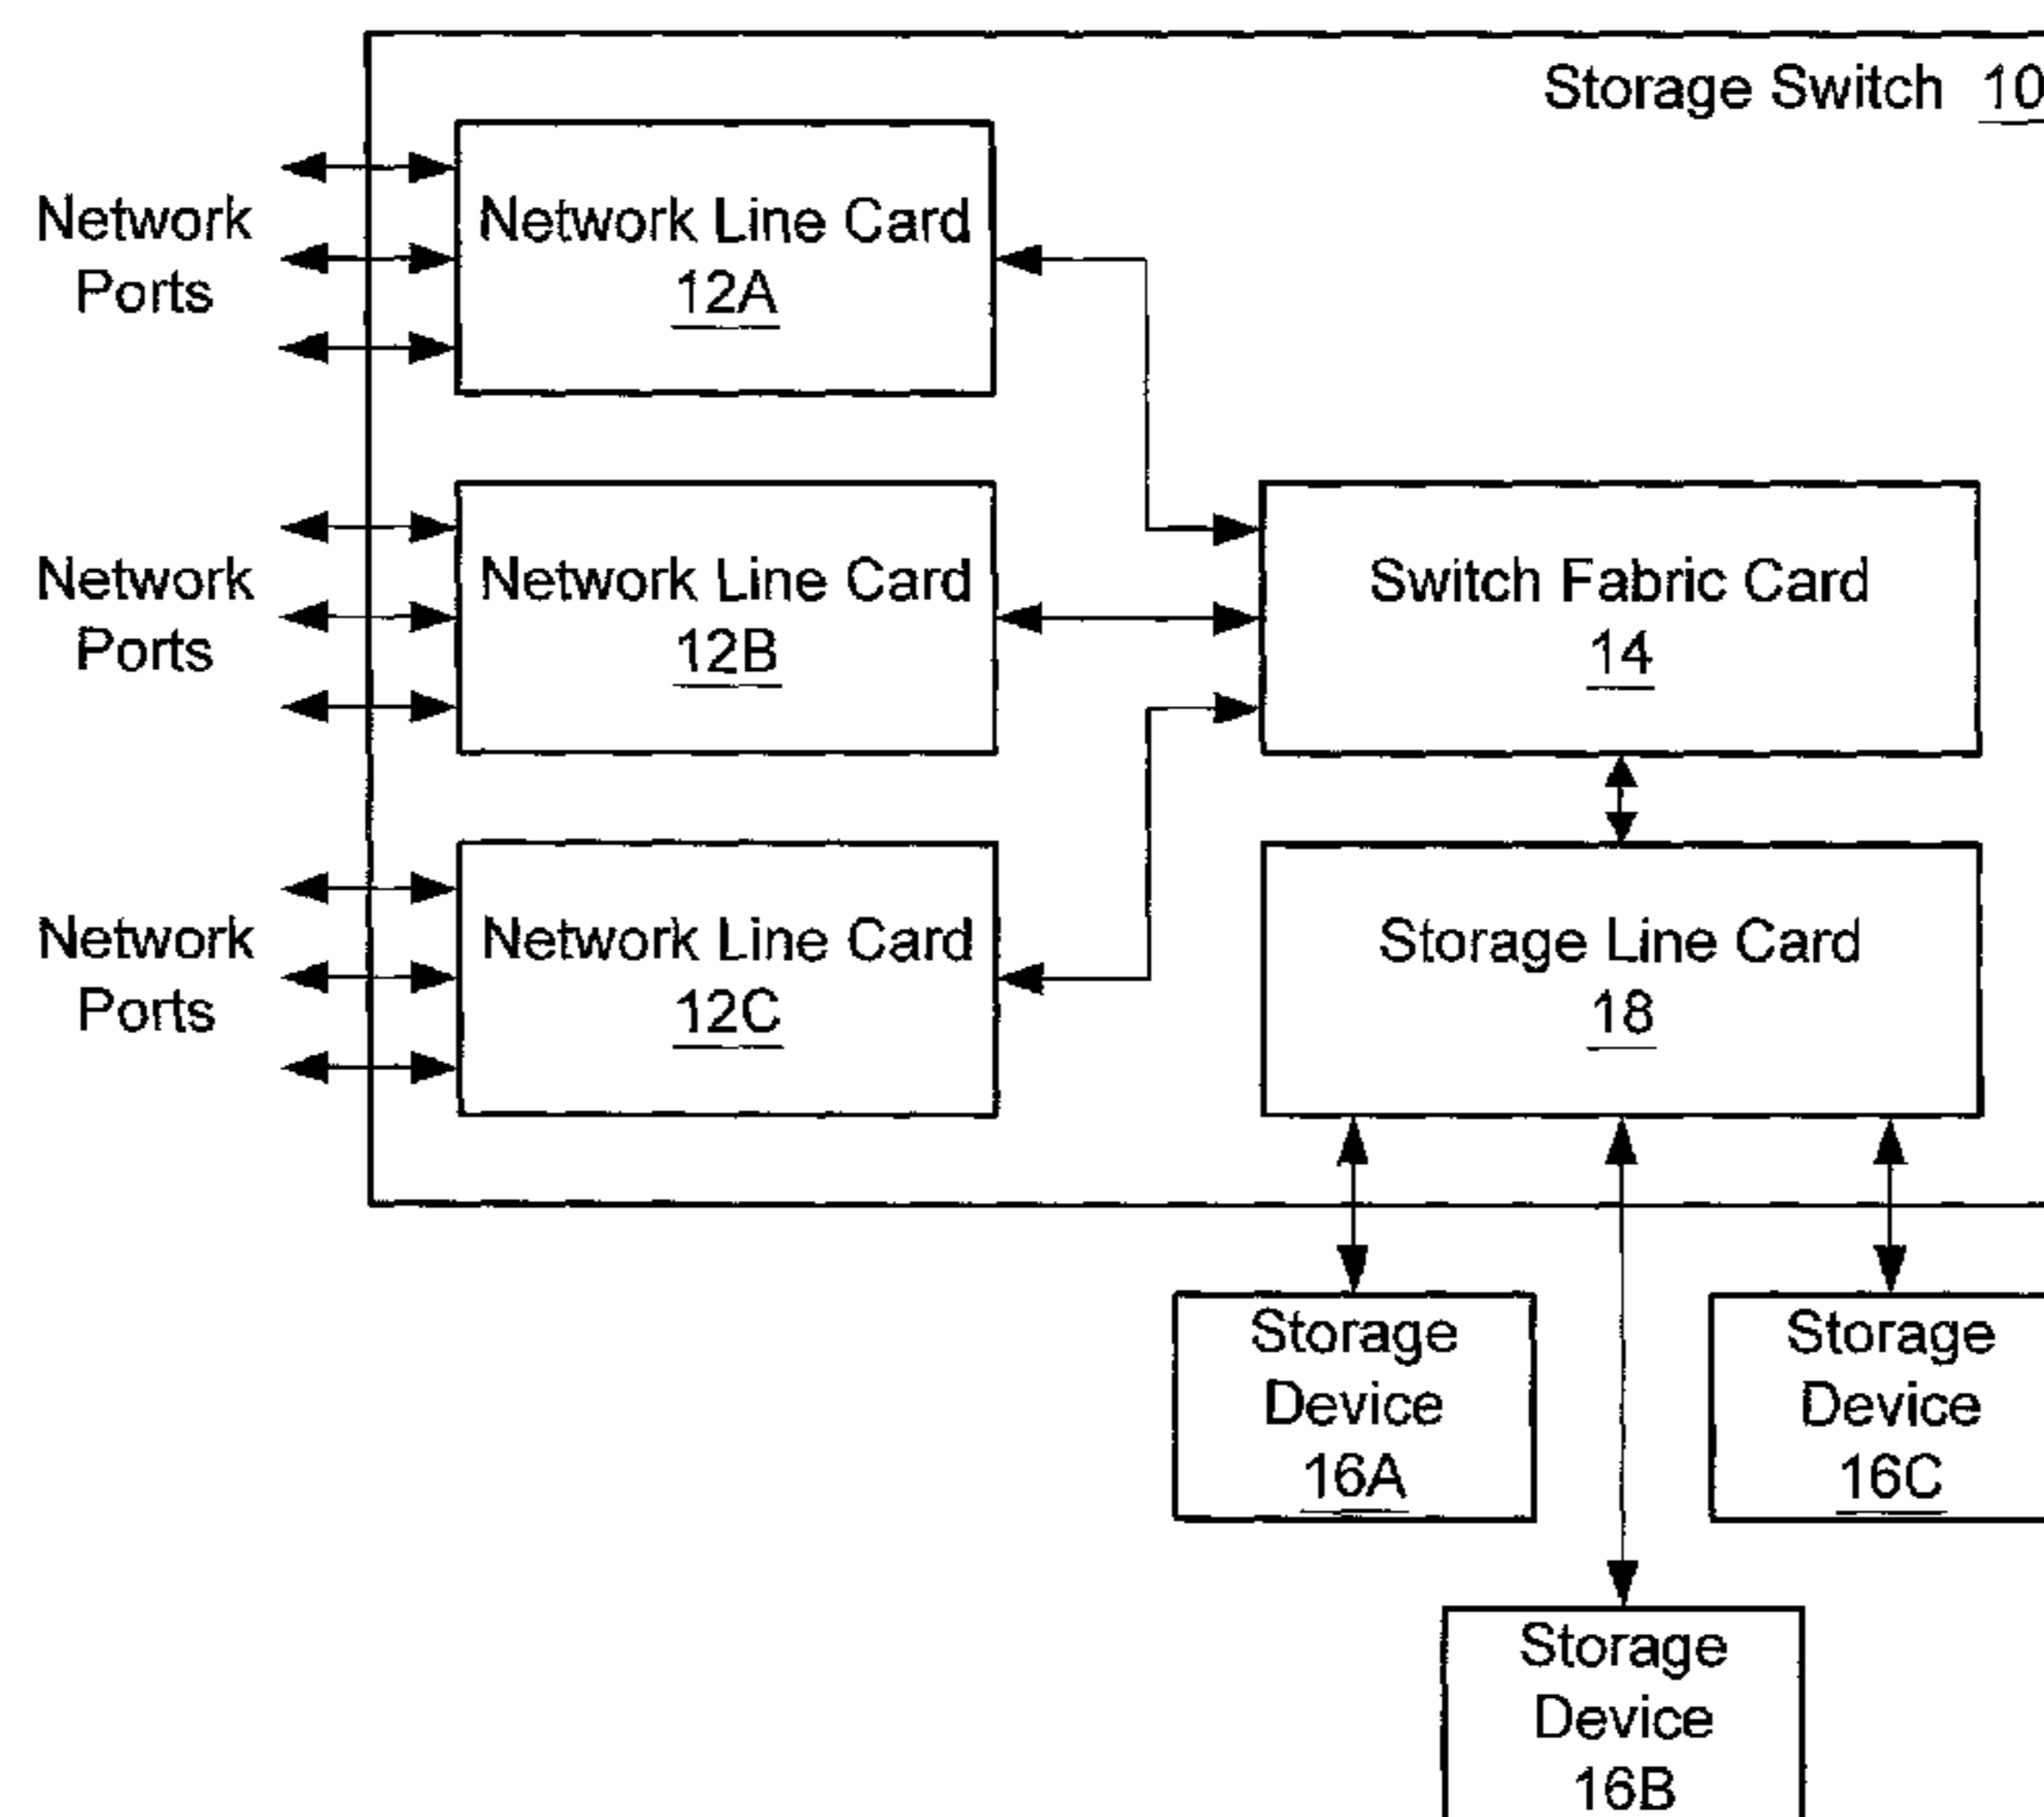 Storage Switch 10
Network
Ports
Network Line Card
12A
Network
Ports
Network Line Card
12B
Switch Fabric Card
14
Network
Ports
Network Line Card
12C
Storage Line Card
18
Storage
Device
16A
Storage
Device
16C
Storage
Device
16B